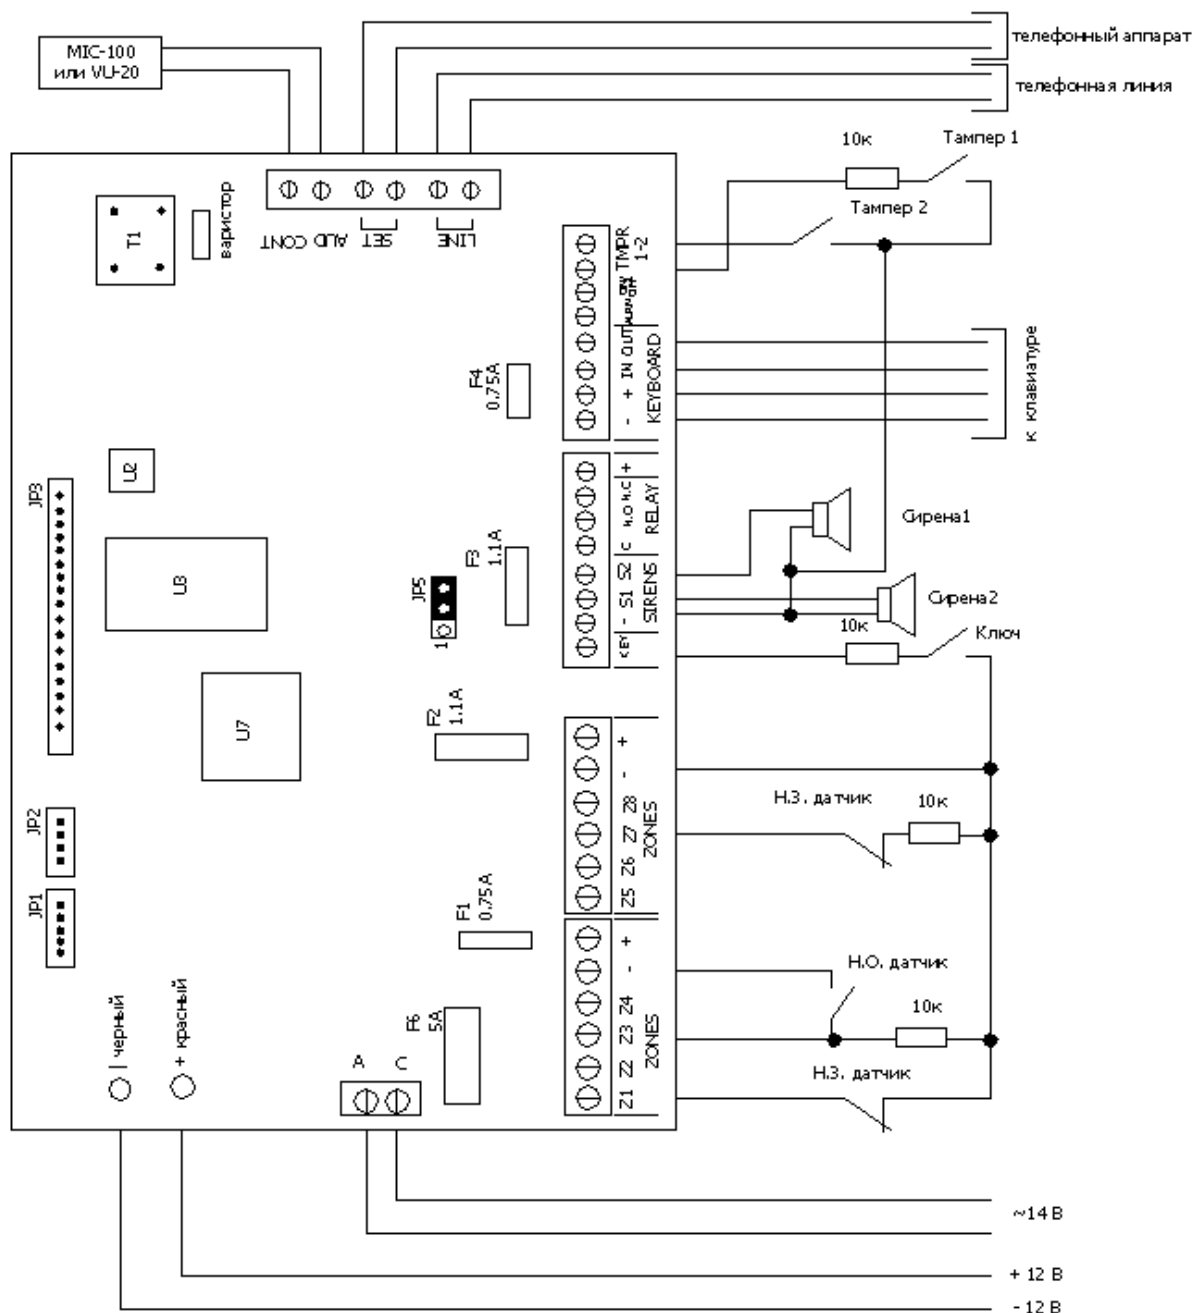 MIC-100
или VU-20
телефонный аппарат
телефонная линия
10к
Тампер 1
Тампер 2
T1
варистор
AUD CONT
SET
LINE
TMPR
1-2
IN OUT
- +
KEYBOARD
к клавиатуре
F4
0.75A
U2
JP3
U3
JP5
1
F3
1.1A
C н.о н.с +
RELAY
- S1 S2
SIRENS
KEY
Сирена1
Сирена2
10к
Ключ
U7
F2
1.1A
Z5 Z6 Z7 Z8 - +
ZONES
Н.З. датчик
10к
JP2
JP1
F1
0.75A
Z1 Z2 Z3 Z4 - +
ZONES
Н.О. датчик
10к
Н.З. датчик
- черный
+ красный
F6
5A
A C
~14 В
+ 12 В
- 12 В